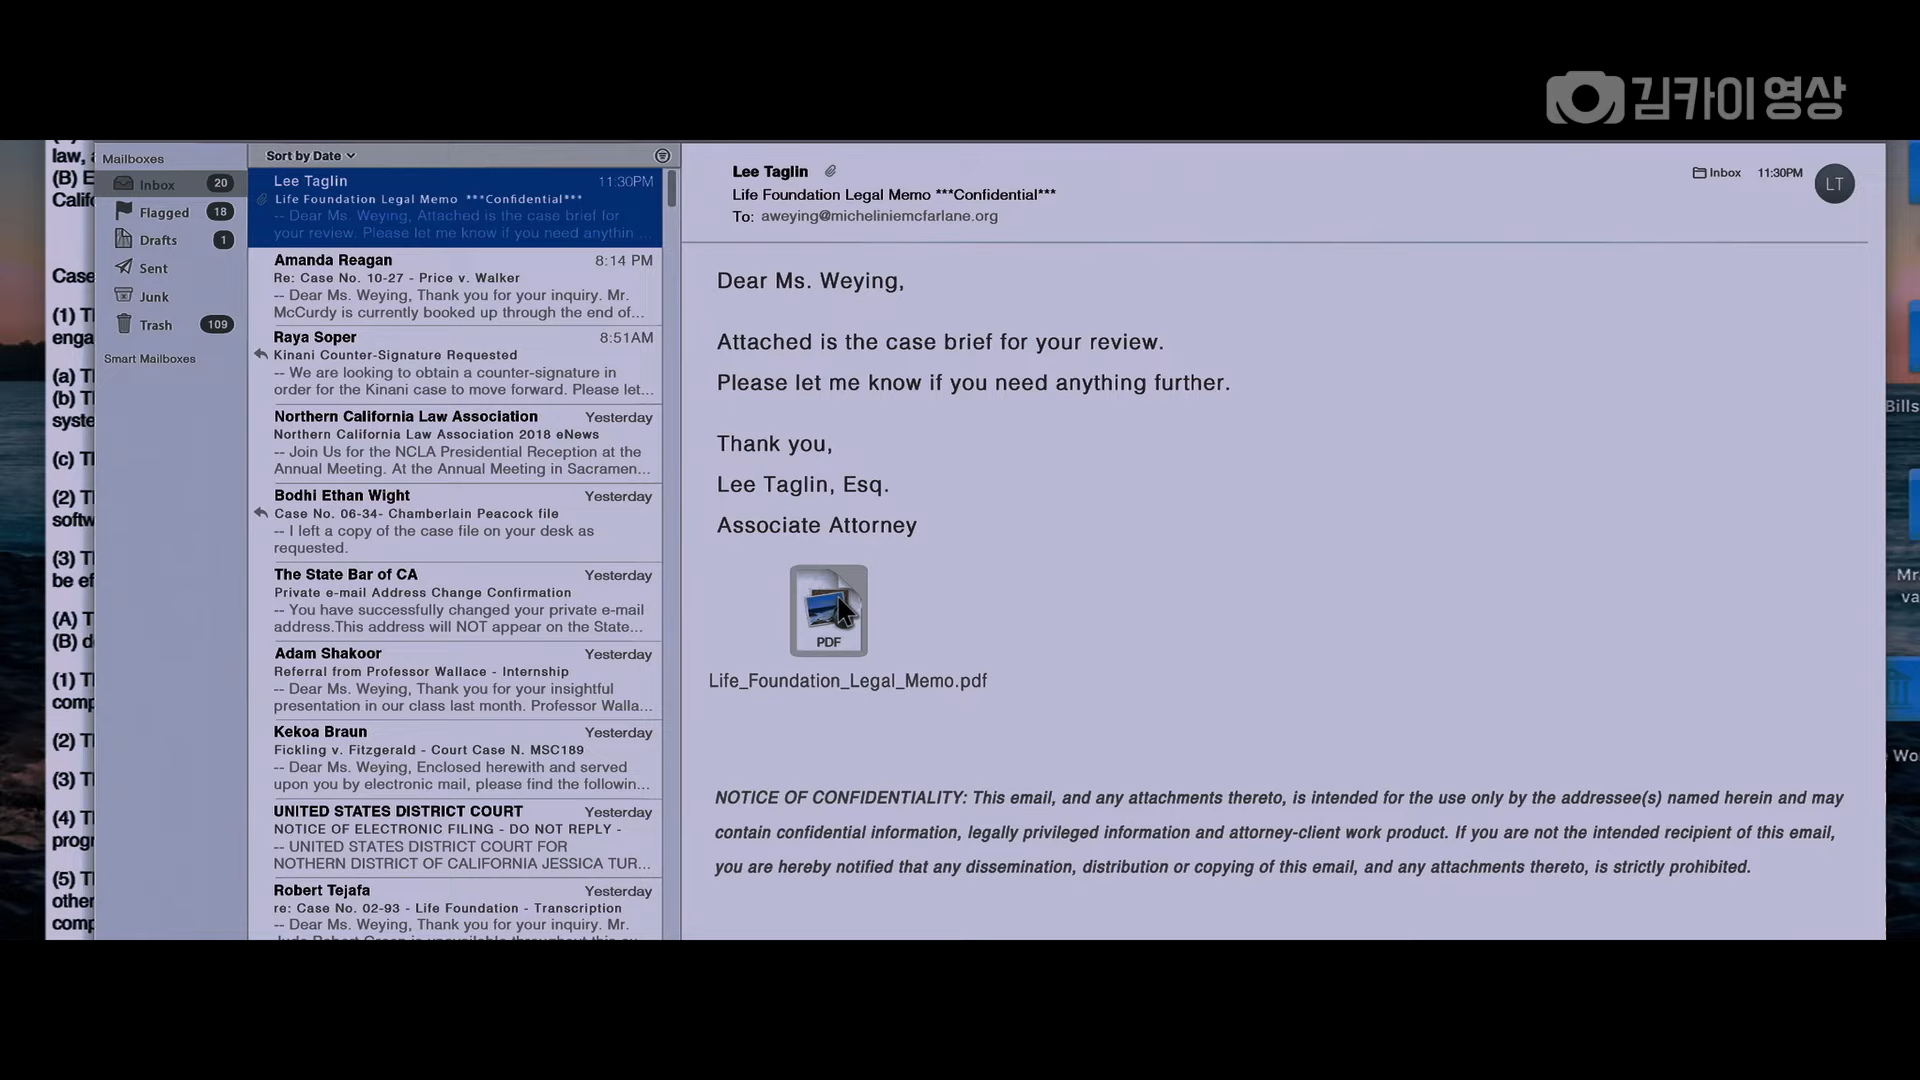 김카이 영상
law,
(B) E
Califo
Case
(1) Tl
enga
(a) Tl
(b) Tl
syste
(c) Tl
(2) Tl
softw
(3) Tl
be ef
(A) Tl
(B) d
(1) Tl
comp
(2) Tl
(3) Tl
(4) Tl
progr
(5) Tl
other
comp
Mailboxes
Inbox 20
Flagged 18
Drafts 1
Sent
Junk
Trash 109
Smart Mailboxes
Sort by Date
Lee Taglin 11:30PM
Life Foundation Legal Memo ***Confidential***
-- Dear Ms. Weying, Attached is the case brief for
your review. Please let me know if you need anythin...
Amanda Reagan 8:14 PM
Re: Case No. 10-27 - Price v. Walker
-- Dear Ms. Weying, Thank you for your inquiry. Mr.
McCurdy is currently booked up through the end of...
Raya Soper 8:51AM
Kinani Counter-Signature Requested
-- We are looking to obtain a counter-signature in
order for the Kinani case to move forward. Please let...
Northern California Law Association Yesterday
Northern California Law Association 2018 eNews
-- Join Us for the NCLA Presidential Reception at the
Annual Meeting. At the Annual Meeting in Sacramen...
Bodhi Ethan Wight Yesterday
Case No. 06-34- Chamberlain Peacock file
-- I left a copy of the case file on your desk as
requested.
The State Bar of CA Yesterday
Private e-mail Address Change Confirmation
-- You have successfully changed your private e-mail
address.This address will NOT appear on the State...
Adam Shakoor Yesterday
Referral from Professor Wallace - Internship
-- Dear Ms. Weying, Thank you for your insightful
presentation in our class last month. Professor Walla...
Kekoa Braun Yesterday
Fickling v. Fitzgerald - Court Case N. MSC189
-- Dear Ms. Weying, Enclosed herewith and served
upon you by electronic mail, please find the followin...
UNITED STATES DISTRICT COURT Yesterday
NOTICE OF ELECTRONIC FILING - DO NOT REPLY -
-- UNITED STATES DISTRICT COURT FOR
NOTHERN DISTRICT OF CALIFORNIA JESSICA TUR...
Robert Tejafa Yesterday
re: Case No. 02-93 - Life Foundation - Transcription
-- Dear Ms. Weying, Thank you for your inquiry. Mr.
Lee Taglin
Life Foundation Legal Memo ***Confidential***
To: aweying@micheliniemcfarlane.org
Inbox 11:30PM
LT
Dear Ms. Weying,
Attached is the case brief for your review.
Please let me know if you need anything further.
Thank you,
Lee Taglin, Esq.
Associate Attorney
PDF
Life_Foundation_Legal_Memo.pdf
NOTICE OF CONFIDENTIALITY: This email, and any attachments thereto, is intended for the use only by the addressee(s) named herein and may
contain confidential information, legally privileged information and attorney-client work product. If you are not the intended recipient of this email,
you are hereby notified that any dissemination, distribution or copying of this email, and any attachments thereto, is strictly prohibited.
Bills
Mr.
va
Wo